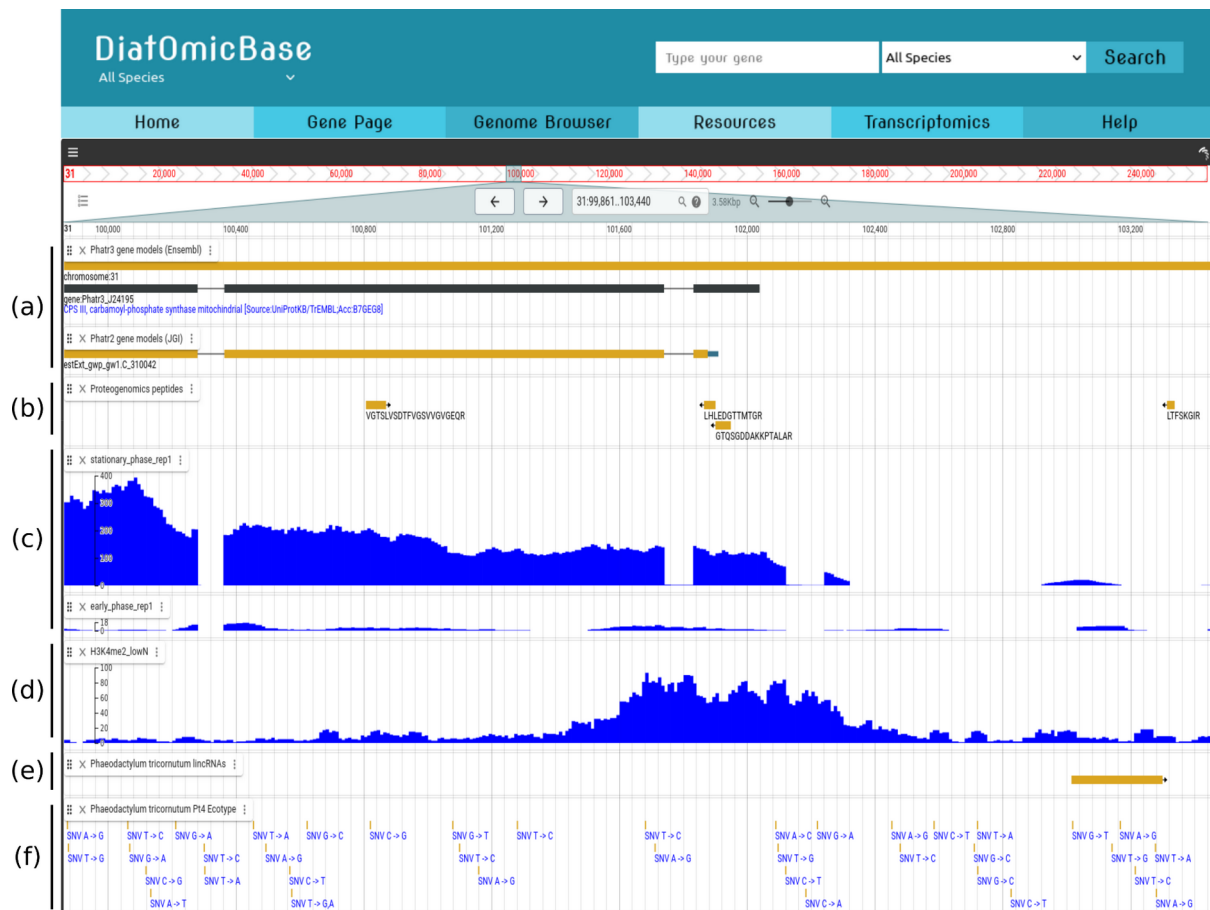 DiatOmicBase
All Species
Type your gene
All Species
Search
Home Gene Page Genome Browser Resources Transcriptomics Help
31 20,000 40,000 60,000 80,000 100,000 120,000 140,000 160,000 180,000 200,000 220,000 240,000
31:99,861..103,440 3.58Kbp
31 100,000 100,400 100,800 101,200 101,600 102,000 102,400 102,800 103,200
(a)
Phatr3 gene models (Ensembl)
chromosome:31
gene:Phatr3_J24195
CPS III, carbamoyl-phosphate synthase mitochindrial [Source:UniProtKB/TrEMBL;Acc:B7GEG8]
Phatr2 gene models (JGI)
estExt_gwp_gw1.C_310042
(b)
Proteogenomics peptides
VGTSLVSDTFVGSVVGVGEQR LHLEDGTTMTGR LTFSKGIR
GTQSGDDAKKPTALAR
(c)
stationary_phase_rep1
400
300
200
100
0
early_phase_rep1
18
0
(d)
H3K4me2_lowN
100
80
60
40
20
0
(e)
Phaeodactylum tricornutum lincRNAs
(f)
Phaeodactylum tricornutum Pt4 Ecotype
SNV A -> G SNV T -> C SNV G -> A SNV T -> A SNV G -> C SNV C -> G SNV G -> T SNV T -> C SNV T -> C SNV A -> C SNV G -> A SNV A -> G SNV C -> T SNV T -> A SNV G -> T SNV A -> G
SNV T -> G SNV G -> A SNV T -> C SNV A -> G SNV T -> C SNV A -> G SNV T -> G SNV T -> C SNV G -> C SNV T -> G SNV T -> A
SNV C -> G SNV T -> A SNV C -> T SNV A -> G SNV C -> T SNV G -> C SNV T -> C
SNV A -> T SNV T -> G,A SNV C -> A SNV C -> T SNV A -> G